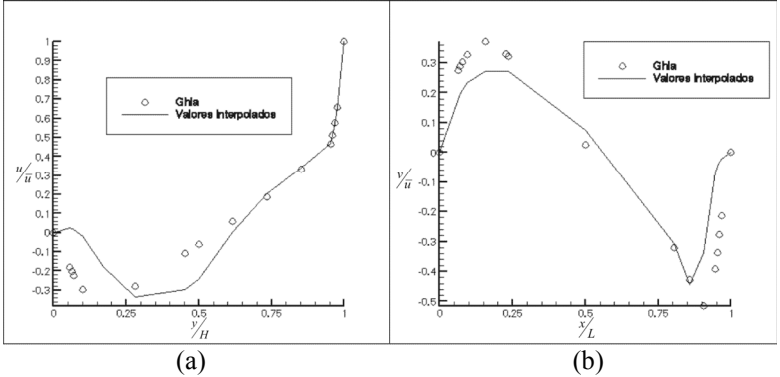 1
0.9
0.8
0.7
0.6
0.5
0.4
0.3
0.2
0.1
0
-0.1
-0.2
-0.3
u/u̅
Ghia
Valores Interpolados
0 0.25 0.5 0.75 1
y/H
(a)
0.3
0.2
0.1
0
-0.1
-0.2
-0.3
-0.4
-0.5
v/u̅
Ghia
Valores Interpolados
0 0.25 0.5 0.75 1
x/L
(b)